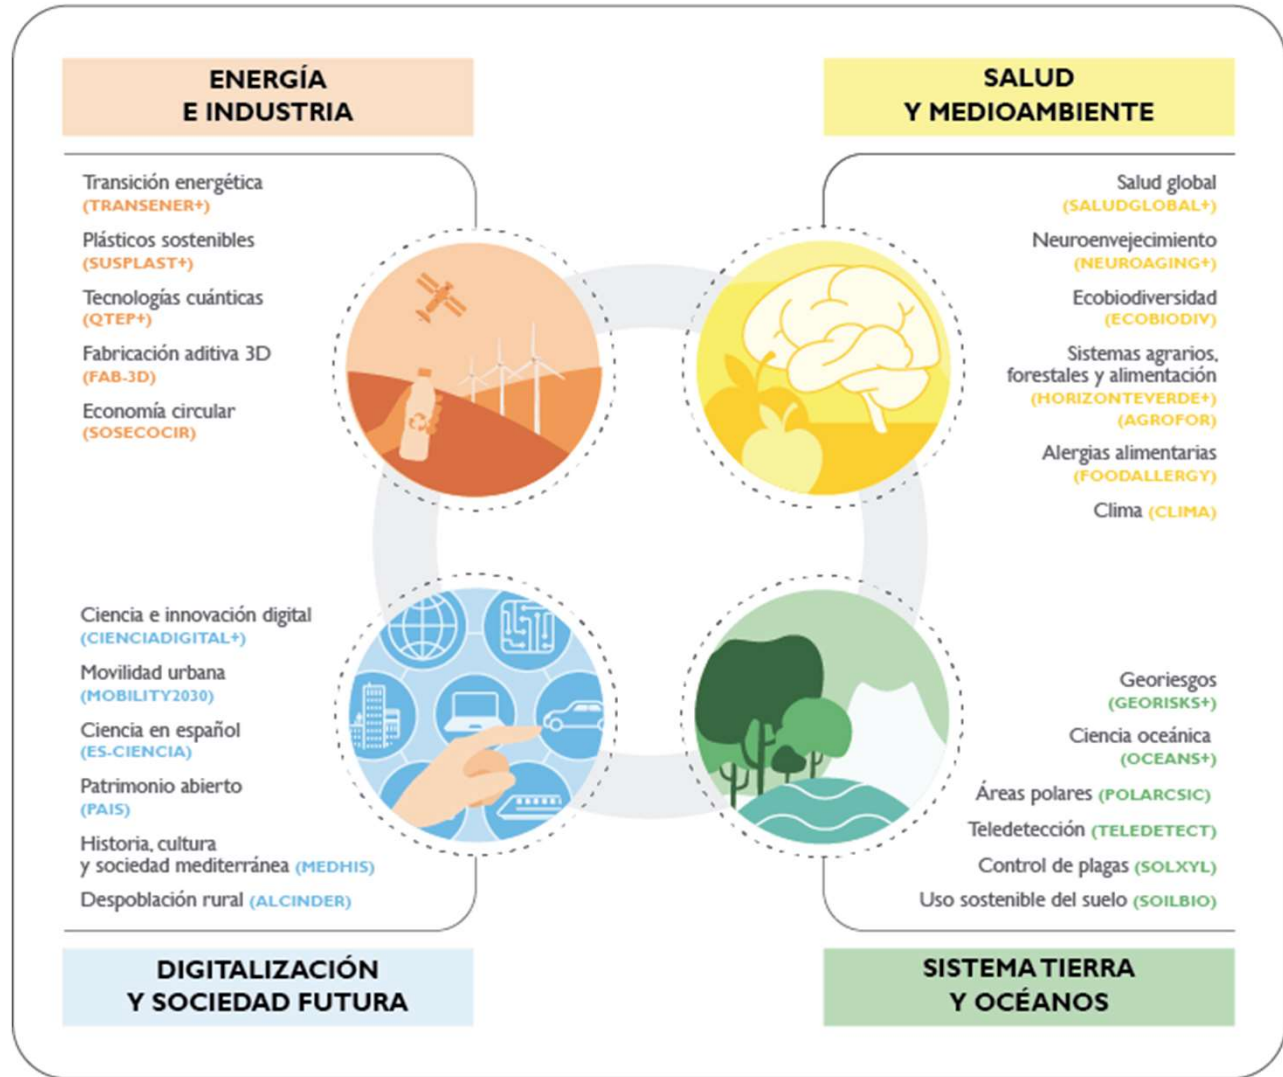 ENERGÍA
E INDUSTRIA
Transición energética
(TRANSENER+)
Plásticos sostenibles
(SUSPLAST+)
Tecnologías cuánticas
(QTEP+)
Fabricación aditiva 3D
(FAB-3D)
Economía circular
(SOSECOCIR)
SALUD
Y MEDIOAMBIENTE
Salud global
(SALUDGLOBAL+)
Neuroenvejecimiento
(NEUROAGING+)
Ecobiodiversidad
(ECOBIODIV)
Sistemas agrarios,
forestales y alimentación
(HORIZONTEVERDE+)
(AGROFOR)
Alergias alimentarias
(FOODALLERGY)
Clima (CLIMA)
Ciencia e innovación digital
(CIENCIADIGITAL+)
Movilidad urbana
(MOBILITY2030)
Ciencia en español
(ES-CIENCIA)
Patrimonio abierto
(PAIS)
Historia, cultura
y sociedad mediterránea (MEDHIS)
Despoblación rural (ALCINDER)
DIGITALIZACIÓN
Y SOCIEDAD FUTURA
Georiesgos
(GEORISKS+)
Ciencia oceánica
(OCEANS+)
Áreas polares (POLARCSIC)
Teledetección (TELEDETECT)
Control de plagas (SOLXYL)
Uso sostenible del suelo (SOILBIO)
SISTEMA TIERRA
Y OCÉANOS